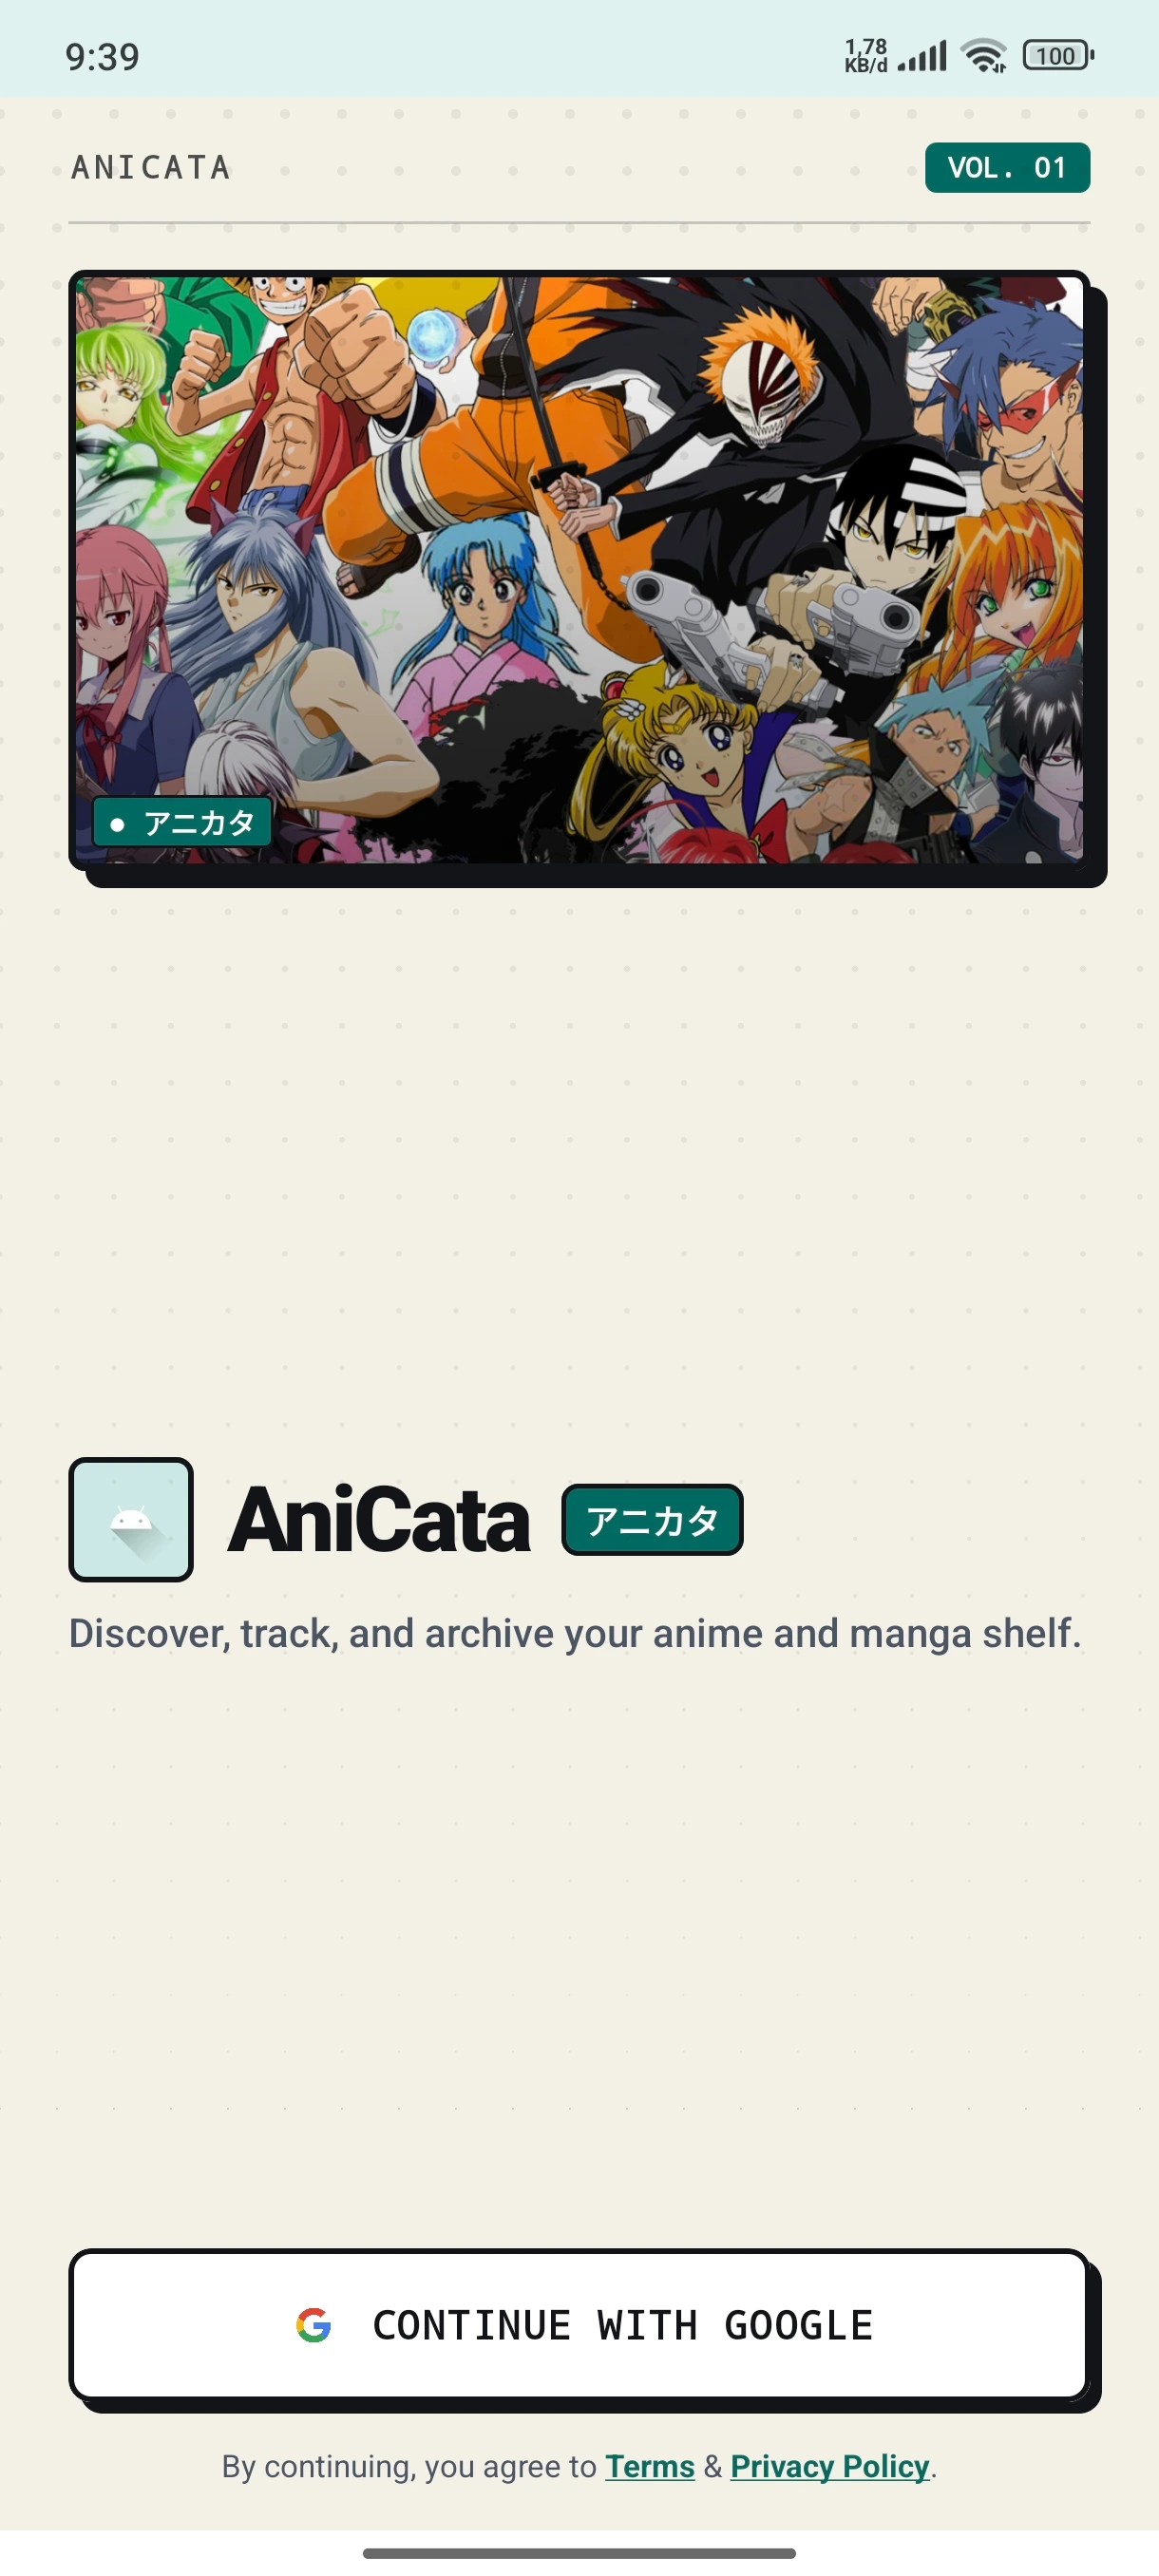 9:39
1,78
KB/d
100
ANICATA
VOL. 01
アニカタ
AniCata
アニカタ
Discover, track, and archive your anime and manga shelf.
CONTINUE WITH GOOGLE
By continuing, you agree to Terms & Privacy Policy.